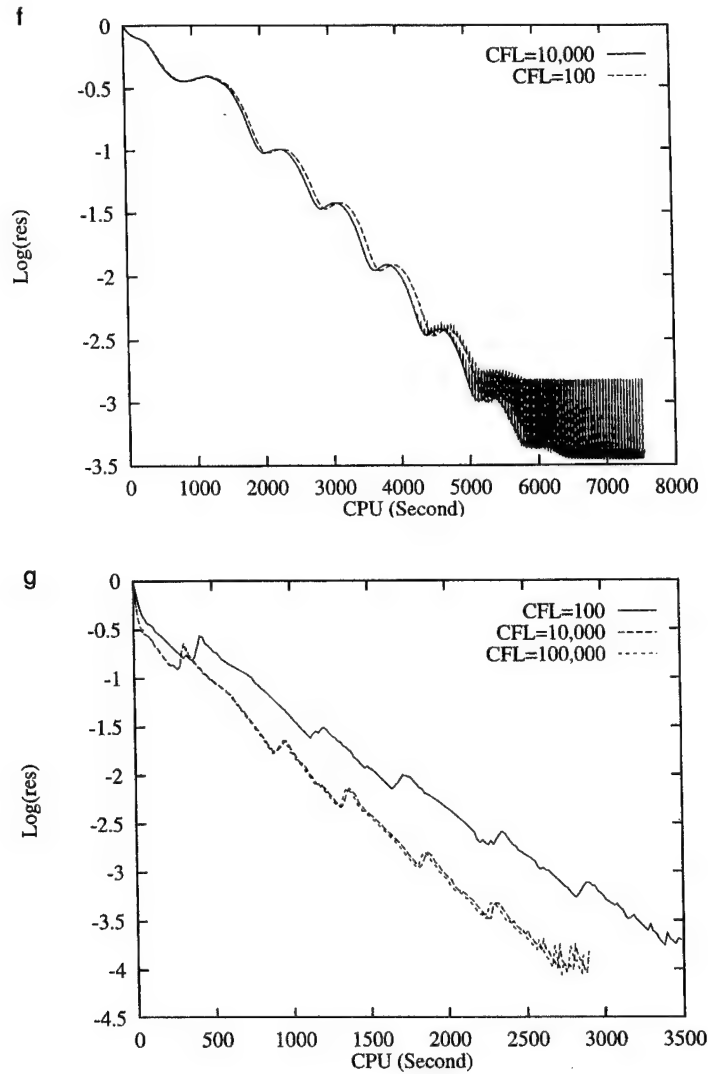 f
0
-0.5
-1
-1.5
-2
-2.5
-3
-3.5
Log(res)
CFL=10,000
CFL=100
0 1000 2000 3000 4000 5000 6000 7000 8000
CPU (Second)
g
0
-0.5
-1
-1.5
-2
-2.5
-3
-3.5
-4
-4.5
Log(res)
CFL=100
CFL=10,000
CFL=100,000
0 500 1000 1500 2000 2500 3000 3500
CPU (Second)